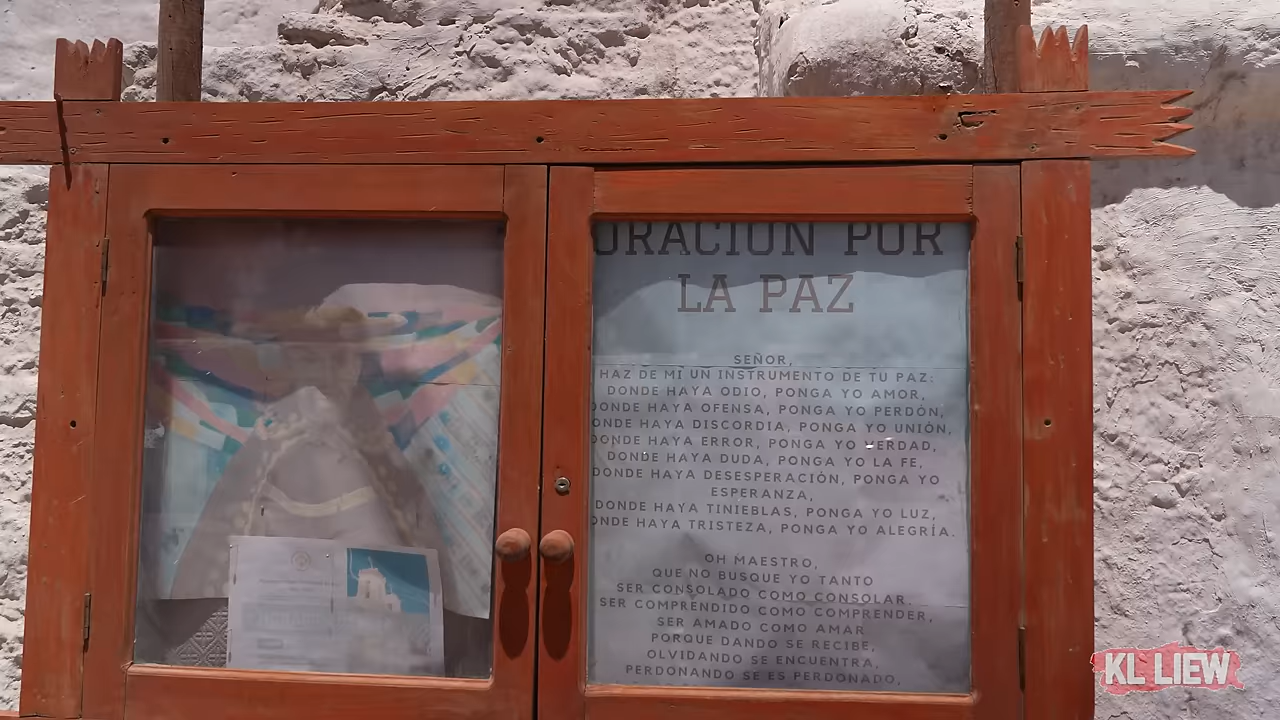 ORACIÓN POR
LA PAZ
SEÑOR,
HAZ DE MI UN INSTRUMENTO DE TU PAZ:
DONDE HAYA ODIO, PONGA YO AMOR,
DONDE HAYA OFENSA, PONGA YO PERDÓN,
ONDE HAYA DISCORDIA, PONGA YO UNIÓN,
DONDE HAYA ERROR, PONGA YO VERDAD,
DONDE HAYA DUDA, PONGA YO LA FE,
DONDE HAYA DESESPERACIÓN, PONGA YO
ESPERANZA,
DONDE HAYA TINIEBLAS, PONGA YO LUZ,
ONDE HAYA TRISTEZA, PONGA YO ALEGRÍA.
OH MAESTRO,
QUE NO BUSQUE YO TANTO
SER CONSOLADO COMO CONSOLAR.
SER COMPRENDIDO COMO COMPRENDER,
SER AMADO COMO AMAR
PORQUE DANDO SE RECIBE,
OLVIDANDO SE ENCUENTRA,
PERDONANDO SE ES PERDONADO,
KL LIEW